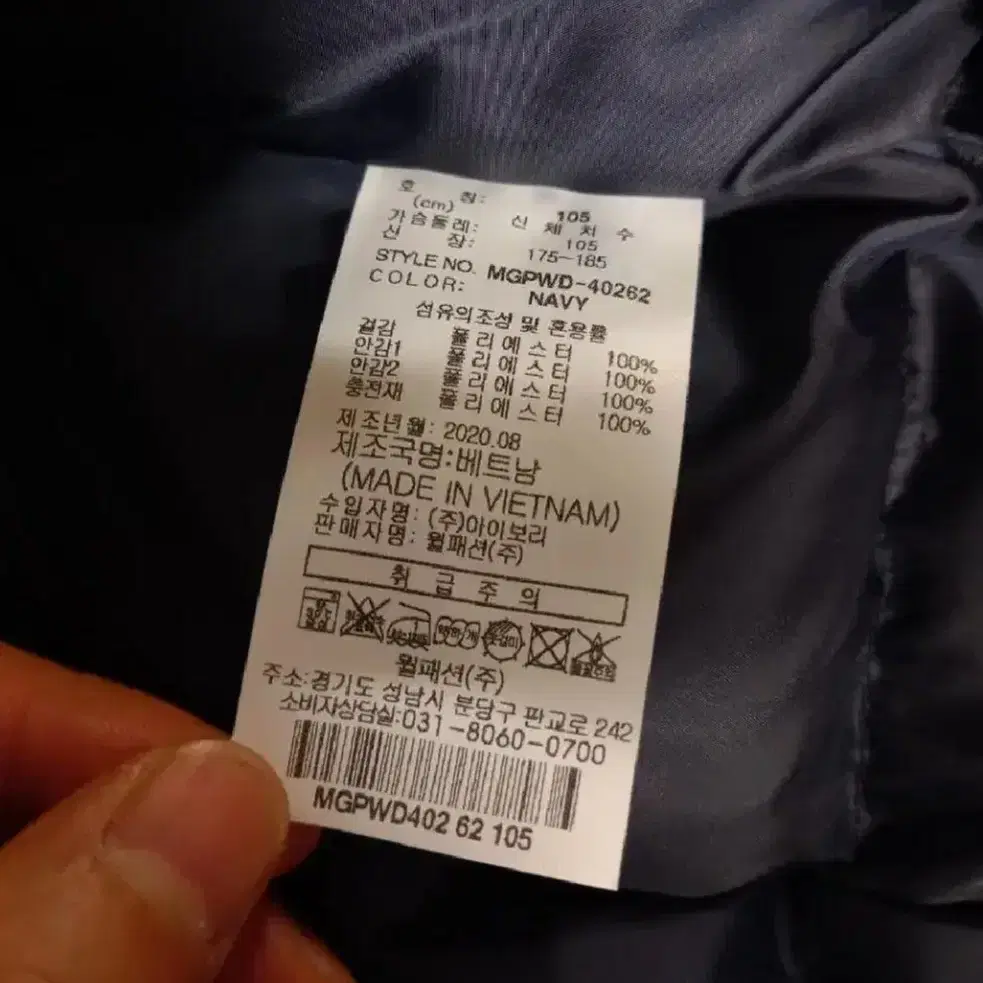 호 칭: 105
(cm) 신 체 치 수
가슴둘레: 105
신 장: 175-185
STYLE NO. MGPWD-40262
COLOR: NAVY
섬유의조성 및 혼용률
겉감 폴리에스터 100%
안감1 폴리에스터 100%
안감2 폴리에스터 100%
충전재 폴리에스터 100%
제조년월: 2020.08
제조국명:베트남
(MADE IN VIETNAM)
수입자명: (주)아이보리
판매자명: 월패션(주)
취 급 주 의
월패션(주)
주소:경기도 성남시 분당구 판교로 242
소비자상담실:031-8060-0700
MGPWD402 62 105